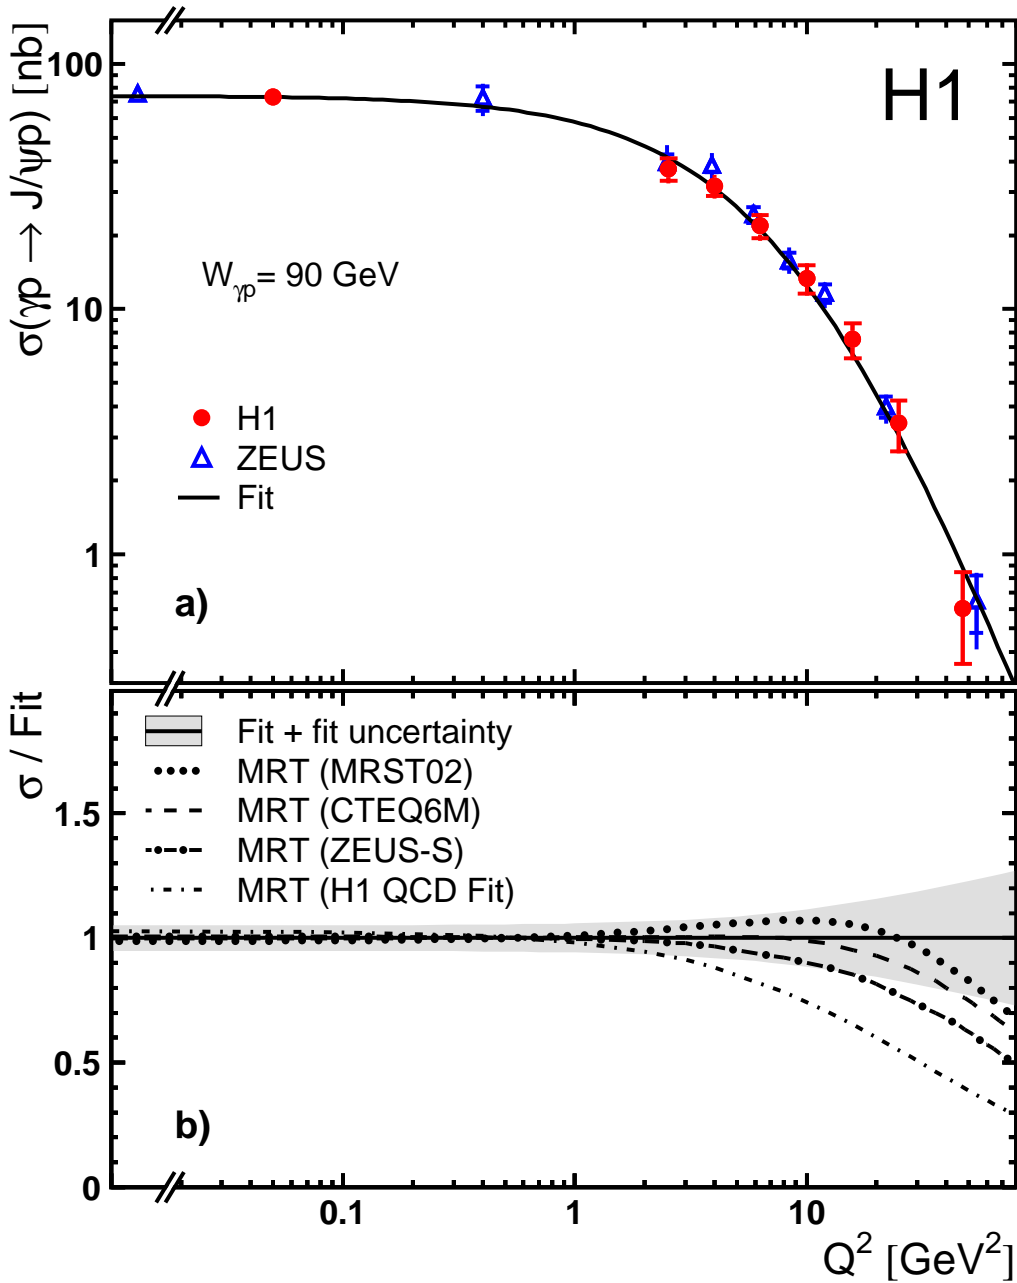 H1
σ(γp → J/ψp) [nb]
100
10
1
W_γp= 90 GeV
H1
ZEUS
Fit
a)
σ / Fit
Fit + fit uncertainty
MRT (MRST02)
MRT (CTEQ6M)
MRT (ZEUS-S)
MRT (H1 QCD Fit)
1.5
1
0.5
0
b)
0.1 1 10
Q² [GeV²]